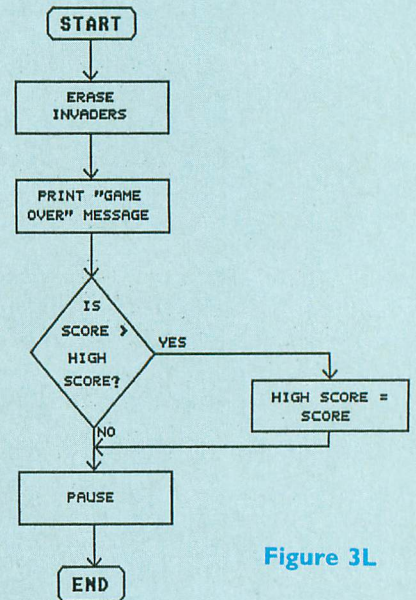 START
ERASE
INVADERS
PRINT "GAME
OVER" MESSAGE
IS
SCORE >
HIGH
SCORE?
YES
HIGH SCORE =
SCORE
NO
PAUSE
END
Figure 3L